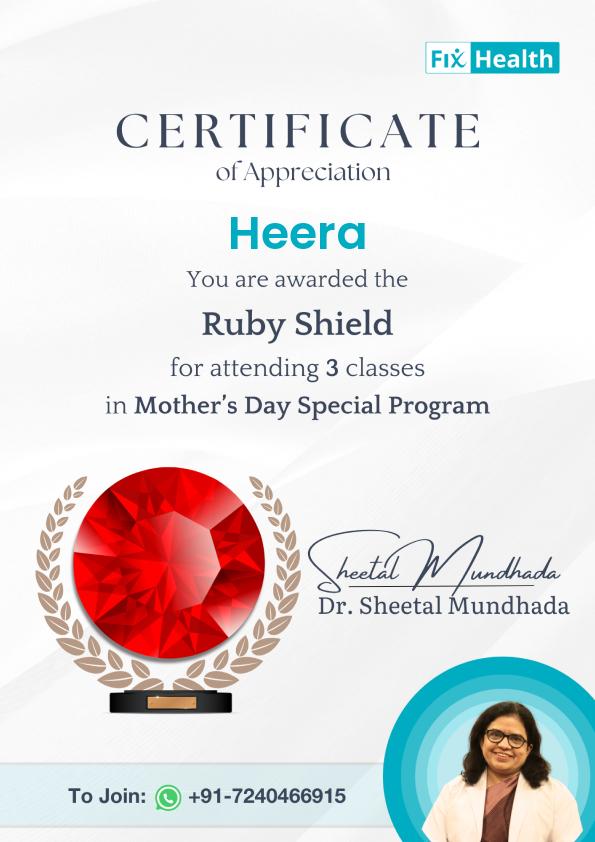 Fix Health
CERTIFICATE
of Appreciation
Heera
You are awarded the
Ruby Shield
for attending 3 classes
in Mother’s Day Special Program
Sheetal Mundhada
Dr. Sheetal Mundhada
To Join: +91-7240466915